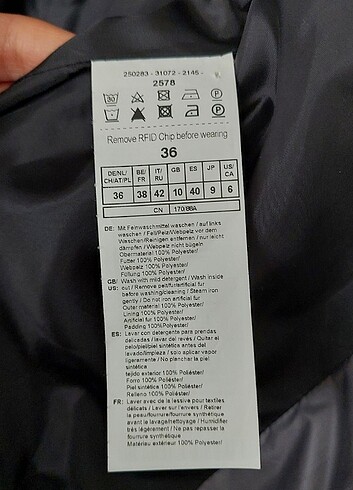 250283 - 31072 - 2145 -
2578
30 P
P
Remove RFID Chip before wearing
36
DE/NL/ CH/AT/PL BE/ FR IT/ RU GB ES JP US/ CA
36 38 42 10 40 9 6
CN 170/88A
DE: Mit Feinwaschmittel waschen / auf links
waschen / Fell/Pelz/Webpelz vor dem
Waschen/Reinigen entfernen / nur leicht
dämpfen / Webpelz nicht bügeln
Obermaterial 100% Polyester/
Futter 100% Polyester/
Webpelz 100% Polyester/
Füllung 100% Polyester/
GB/ Wash with mild detergent / Wash inside
US: out / Remove pelt/fur/artificial fur
before washing/cleaning / Steam iron
gently / Do not iron artificial fur
Outer material 100% Polyester/
Lining 100% Polyester/
Artificial fur 100% Polyester/
Padding 100% Polyester/
ES: Lavar con detergente para prendas
delicadas / lavar del revés / Quitar el
pelo/piel/piel sintética antes del
lavado/limpieza / solo aplicar vapor
ligeramente / No planchar la piel
sintética
tejido exterior 100% Poliéster/
Forro 100% Poliéster/
Piel sintética 100% Poliéster/
Relleno 100% Poliéster/
FR: Laver avec de la lessive pour textiles
délicats / Laver sur l'envers / Retirer
la peau/fourrure/fourrure synthétique
avant le lavage/nettoyage / Humidifier
très légèrement / Ne pas repasser la
fourrure synthétique
Matériau extérieur 100% Polyester/